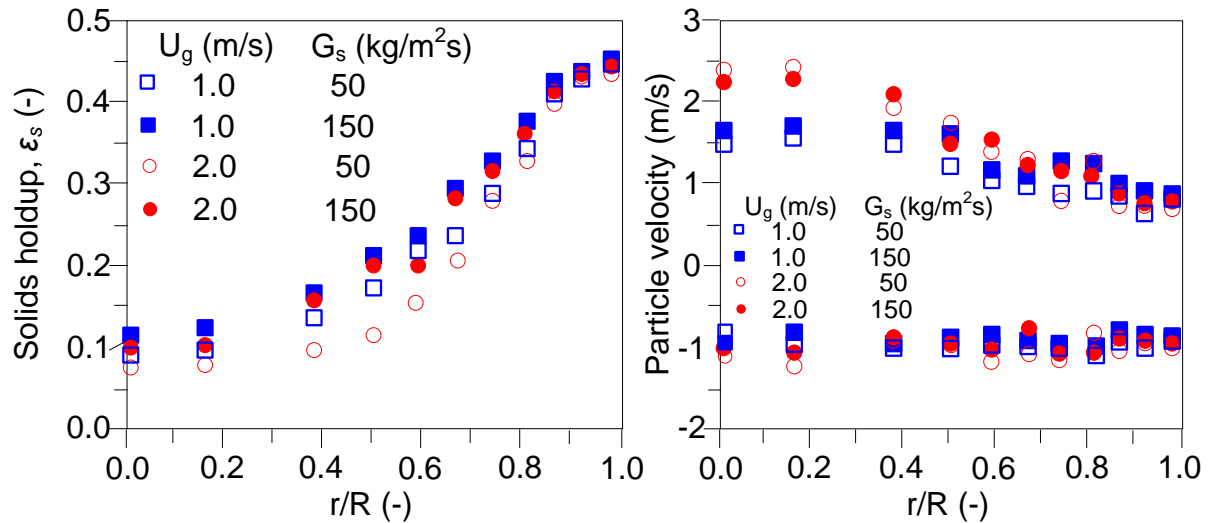 0.5
0.4
0.3
0.2
0.1
0.0
Solids holdup, εs (-)
Ug (m/s) Gs (kg/m²s)
1.0 50
1.0 150
2.0 50
2.0 150
0.0 0.2 0.4 0.6 0.8 1.0
r/R (-)
3
2
1
0
-1
-2
Particle velocity (m/s)
Ug (m/s) Gs (kg/m²s)
1.0 50
1.0 150
2.0 50
2.0 150
0.0 0.2 0.4 0.6 0.8 1.0
r/R (-)